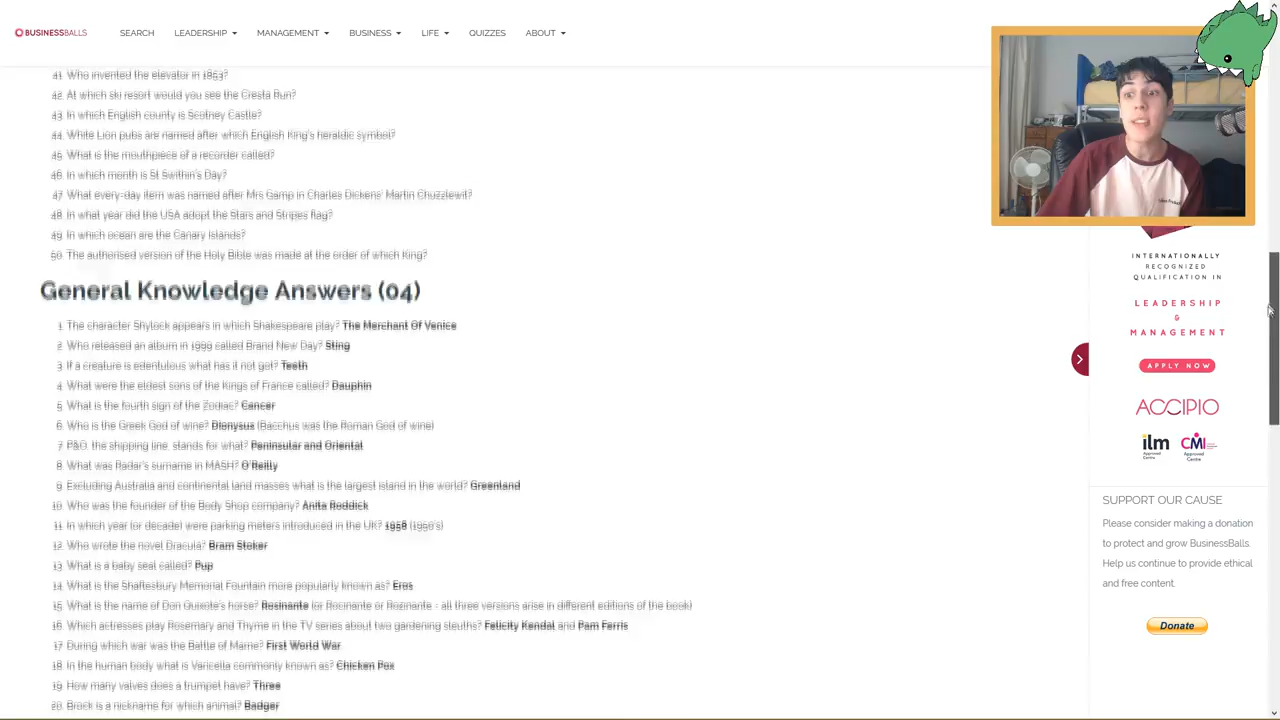 BUSINESSBALLS
SEARCH
LEADERSHIP
MANAGEMENT
BUSINESS
LIFE
QUIZZES
ABOUT
41. Who invented the elevator in 1853?
42. At which ski resort would you see the Cresta Run?
43. In which English county is Scotney Castle?
44. White Lion pubs are named after which English King's heraldic symbol?
45. What is the mouthpiece of a recorder called?
46. In which month is St Swithin's Day?
47. What every-day item was named after Mrs Gamp in Charles Dickens' Martin Chuzzlewit?
48. In what year did the USA adopt the Stars and Stripes flag?
49. In which ocean are the Canary Islands?
50. The authorised version of the Holy Bible was made at the order of which King?
General Knowledge Answers (04)
1. The character Shylock appears in which Shakespeare play? The Merchant Of Venice
2. Who released an album in 1999 called Brand New Day? Sting
3. If a creature is edentulous what has it not got? Teeth
4. What were the eldest sons of the Kings of France called? Dauphin
5. What is the fourth sign of the Zodiac? Cancer
6. Who is the Greek God of wine? Dionysus (Bacchus was the Roman God of wine)
7. P&O, the shipping line, stands for what? Peninsular and Oriental
8. What was Radar's surname in MASH? O'Reilly
9. Excluding Australia and continental land masses what is the largest island in the world? Greenland
10. Who was the founder of the Body Shop company? Anita Roddick
11. In which year (or decade) were parking meters introduced in the UK? 1958 (1950's)
12. Who wrote the novel Dracula? Bram Stoker
13. What is a baby seal called? Pup
14. What is the Shaftesbury Memorial Fountain more popularly known as? Eros
15. What is the name of Don Quixote's horse? Rosinante (or Rocinante or Rozinante - all three versions arise in different editions of the book)
16. Which actresses play Rosemary and Thyme in the TV series about two gardening sleuths? Felicity Kendal and Pam Ferris
17. During which war was the Battle of Marne? First World War
18. In the human body what is Varicella commonly known as? Chicken Pox
19. How many valves does a trumpet have? Three
20. Brock is a nickname for which animal? Badger
INTERNATIONALLY
RECOGNIZED
QUALIFICATION IN
LEADERSHIP
&
MANAGEMENT
APPLY NOW
ACCIPIO
ilm
Approved
Centre
CMI
Approved
Centre
SUPPORT OUR CAUSE
Please consider making a donation
to protect and grow BusinessBalls.
Help us continue to provide ethical
and free content.
Donate